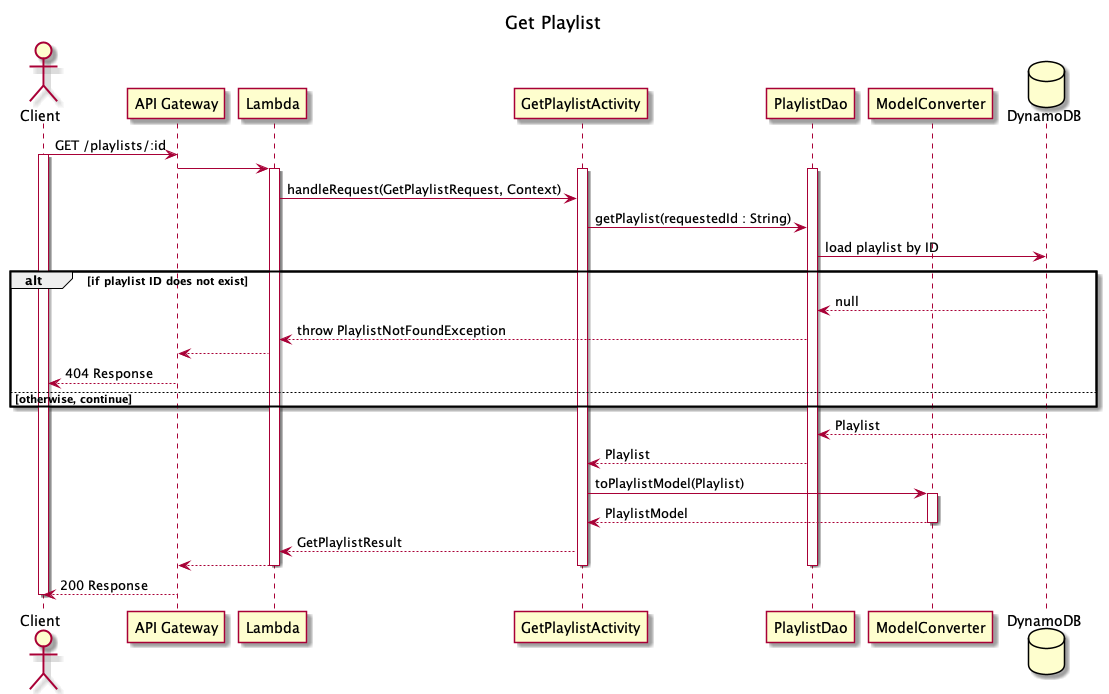 Get Playlist
Client
API Gateway
Lambda
GetPlaylistActivity
PlaylistDao
ModelConverter
DynamoDB
GET /playlists/:id
handleRequest(GetPlaylistRequest, Context)
getPlaylist(requestedId : String)
load playlist by ID
alt
[if playlist ID does not exist]
null
throw PlaylistNotFoundException
404 Response
[otherwise, continue]
Playlist
Playlist
toPlaylistModel(Playlist)
PlaylistModel
GetPlaylistResult
200 Response
Client
API Gateway
Lambda
GetPlaylistActivity
PlaylistDao
ModelConverter
DynamoDB